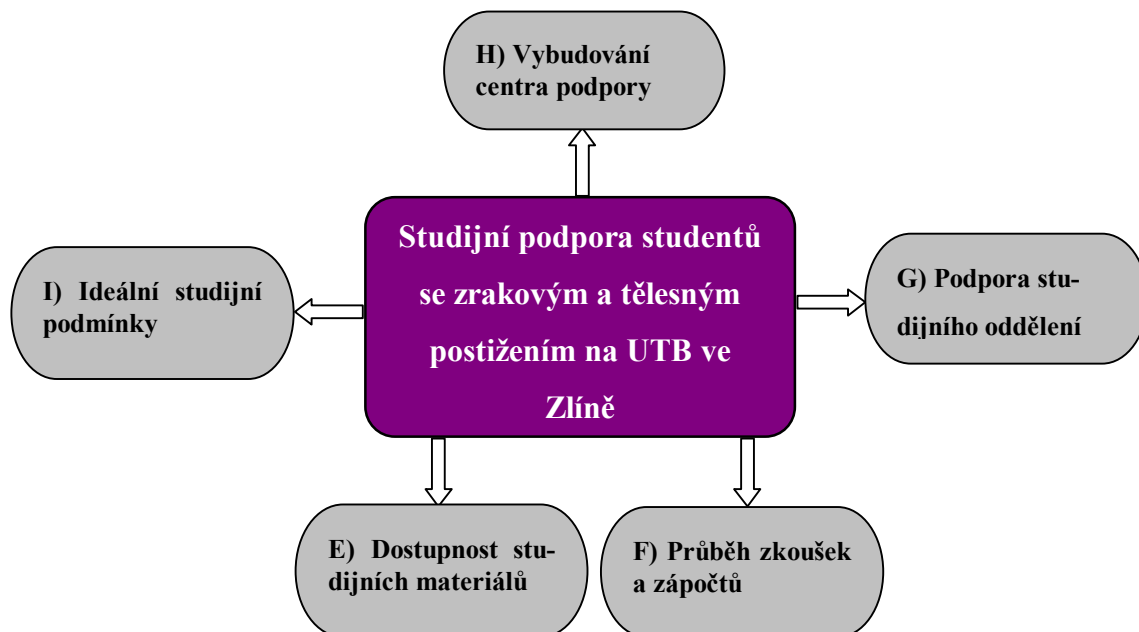 H) Vybudování
centra podpory
Studijní podpora studentů
se zrakovým a tělesným
postižením na UTB ve
Zlíně
I) Ideální studijní
podmínky
G) Podpora stu-
dijního oddělení
E) Dostupnost stu-
dijních materiálů
F) Průběh zkoušek
a zápočtů